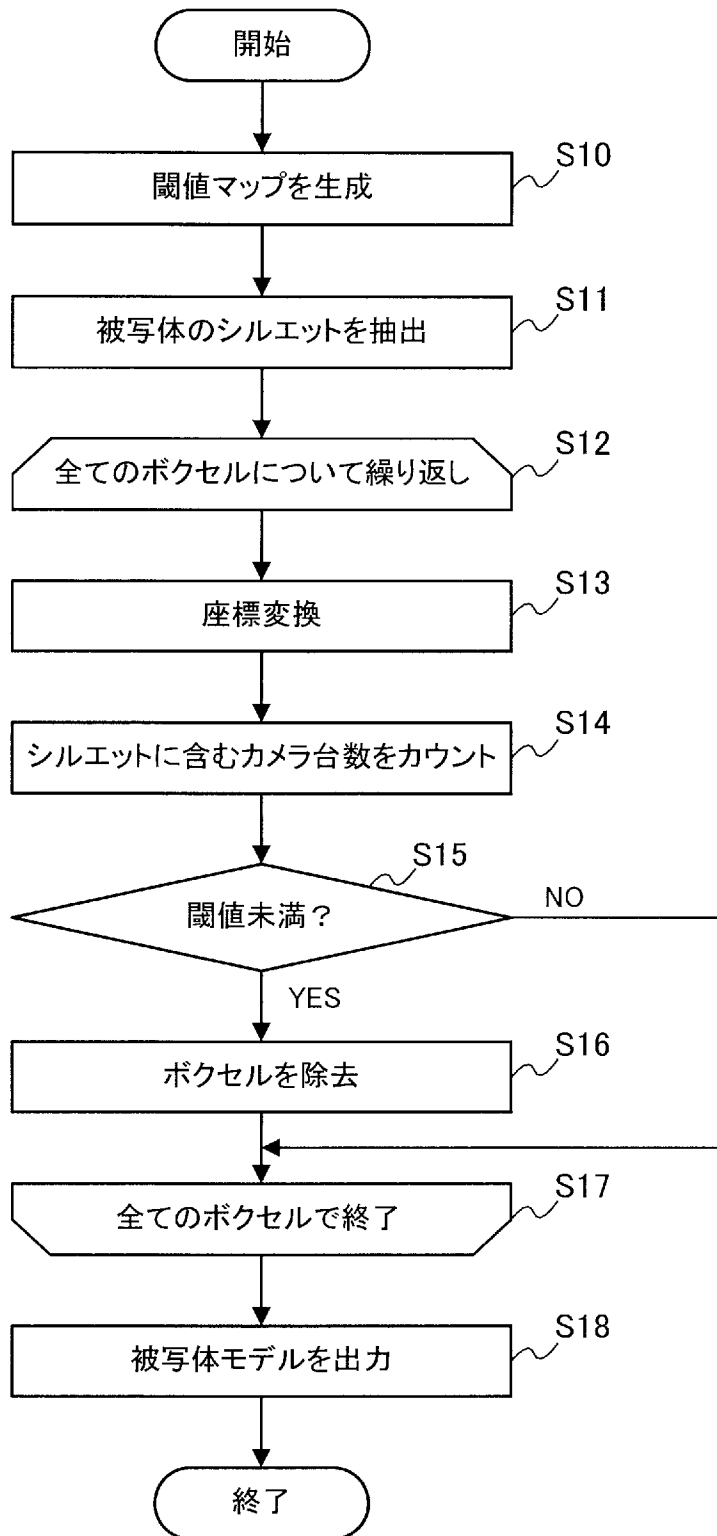 開始
閾値マップを生成
S10
被写体のシルエットを抽出
S11
全てのボクセルについて繰り返し
S12
座標変換
S13
シルエットに含むカメラ台数をカウント
S14
S15
閾値未満？
NO
YES
ボクセルを除去
S16
全てのボクセルで終了
S17
被写体モデルを出力
S18
終了